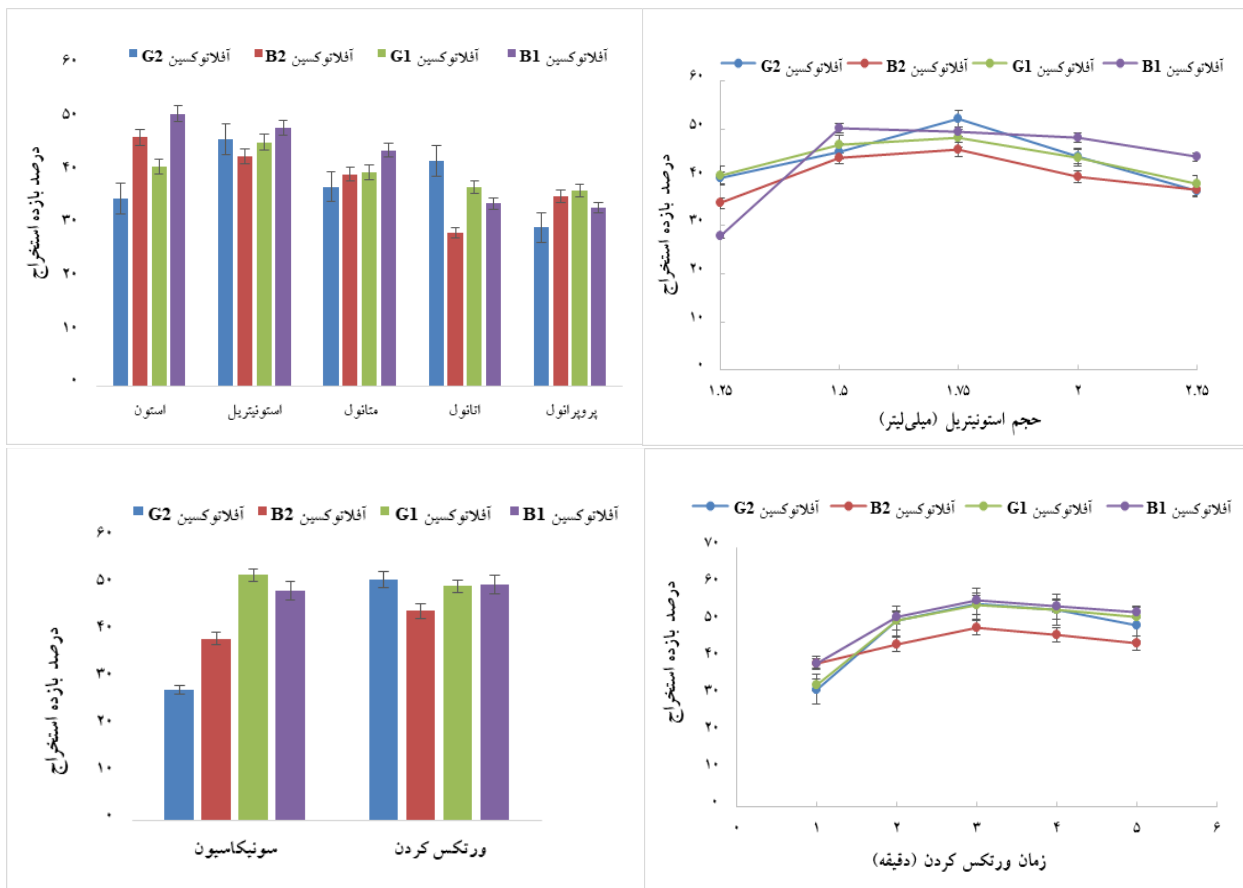 آفلاتوکسین G2 آفلاتوکسین B2 آفلاتوکسین G1 آفلاتوکسین B1
درصد بازده استخراج
۶۰
۵۰
۴۰
۳۰
۲۰
۱۰
۰
استون استونیتریل متانول اتانول پروپرانول
آفلاتوکسین G2 آفلاتوکسین B2 آفلاتوکسین G1 آفلاتوکسین B1
درصد بازده استخراج
۶۰
۵۰
۴۰
۳۰
۲۰
۱۰
۰
۱.۲۵ ۱.۵ ۱.۷۵ ۲ ۲.۲۵
حجم استونیتریل (میلی‌لیتر)
آفلاتوکسین G2 آفلاتوکسین B2 آفلاتوکسین G1 آفلاتوکسین B1
درصد بازده استخراج
۶۰
۵۰
۴۰
۳۰
۲۰
۱۰
۰
سونیکاسیون ورتکس کردن
آفلاتوکسین G2 آفلاتوکسین B2 آفلاتوکسین G1 آفلاتوکسین B1
درصد بازده استخراج
۷۰
۶۰
۵۰
۴۰
۳۰
۲۰
۱۰
۰
۰ ۱ ۲ ۳ ۴ ۵ ۶
زمان ورتکس کردن (دقیقه)